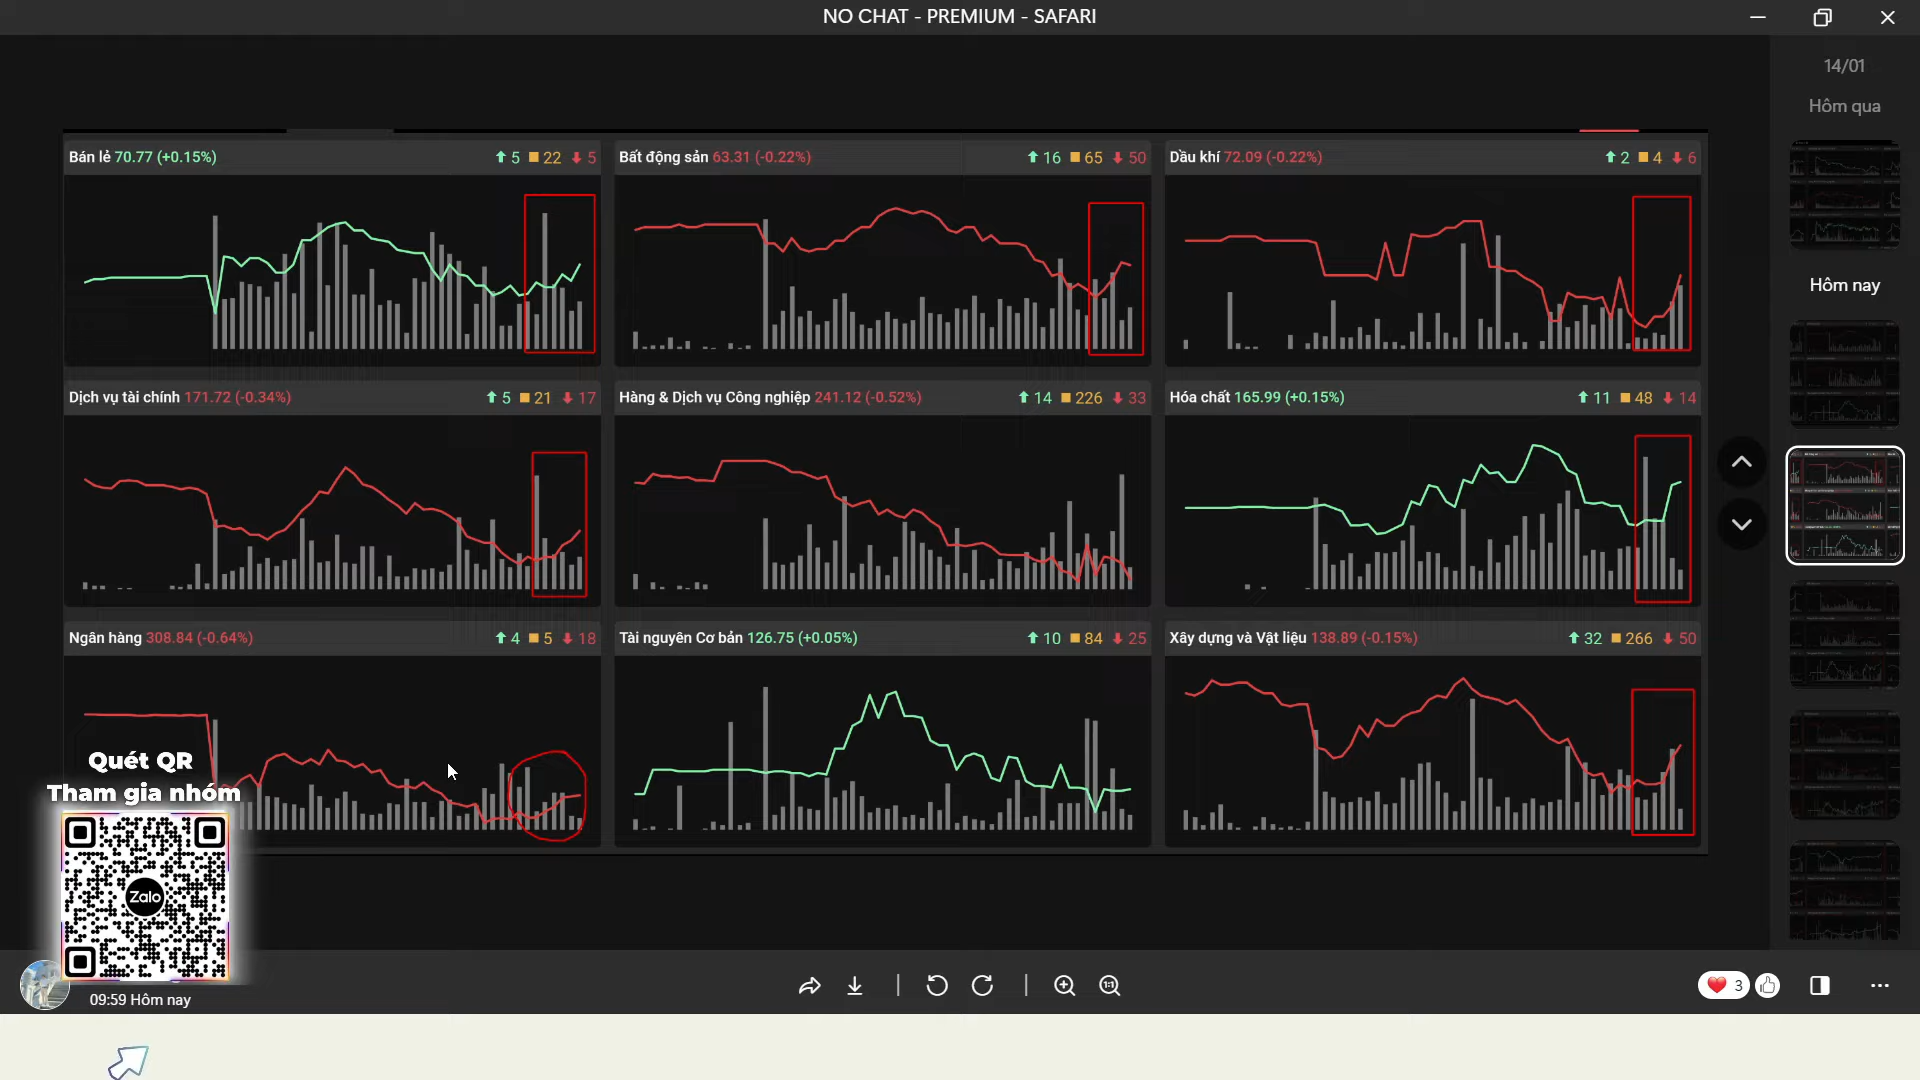 NO CHAT - PREMIUM - SAFARI
14/01
Hôm qua
Hôm nay
Bán lẻ 70.77 (+0.15%) 5 22 5
Bất động sản 63.31 (-0.22%) 16 65 50
Dầu khí 72.09 (-0.22%) 2 4 6
Dịch vụ tài chính 171.72 (-0.34%) 5 21 17
Hàng & Dịch vụ Công nghiệp 241.12 (-0.52%) 14 226 33
Hóa chất 165.99 (+0.15%) 11 48 14
Ngân hàng 308.84 (-0.64%) 4 5 18
Tài nguyên Cơ bản 126.75 (+0.05%) 10 84 25
Xây dựng và Vật liệu 138.89 (-0.15%) 32 266 50
Quét QR
Tham gia nhóm
Zalo
09:59 Hôm nay
1:1
3